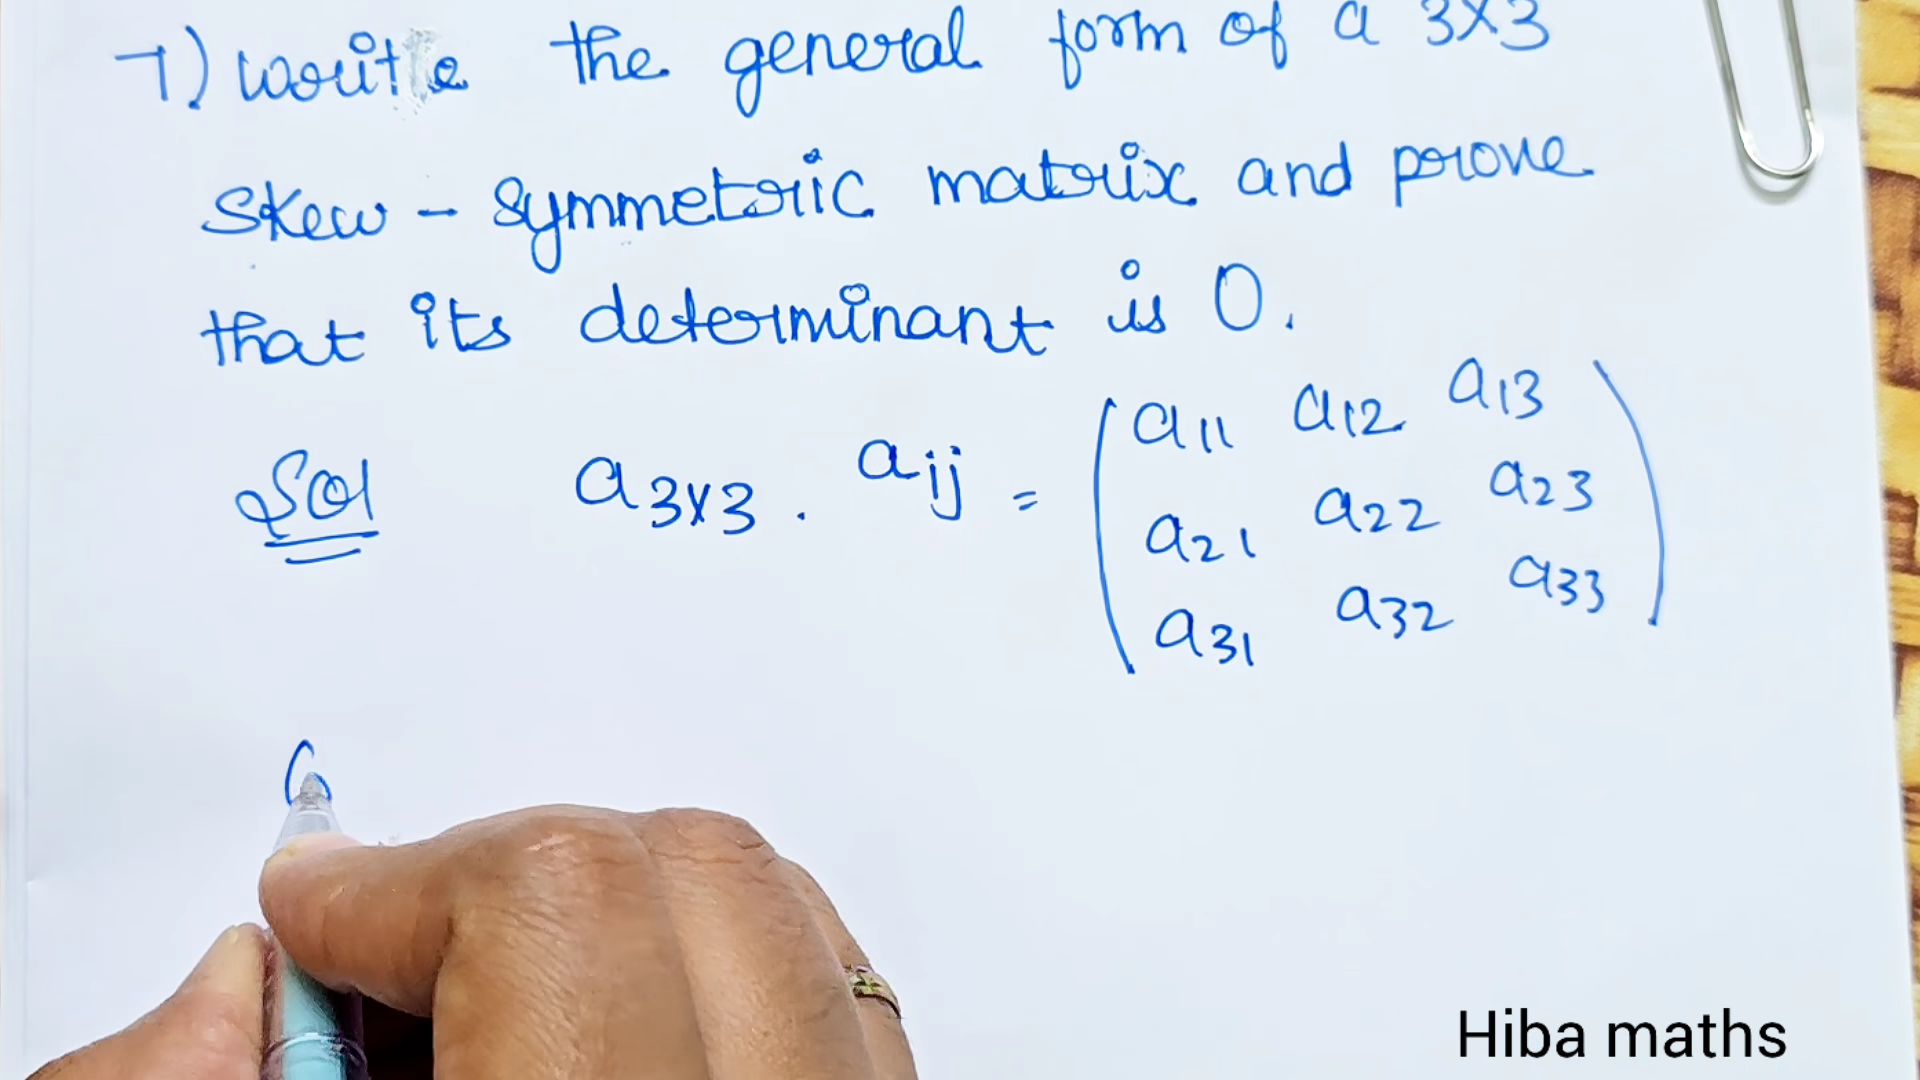 7) Write the general form of a 3x3
skew - symmetric matrix and prove
that its determinant is 0.
Sol a3x3 . aij = ( a11 a12 a13
a21 a22 a23
a31 a32 a33 )
Hiba maths